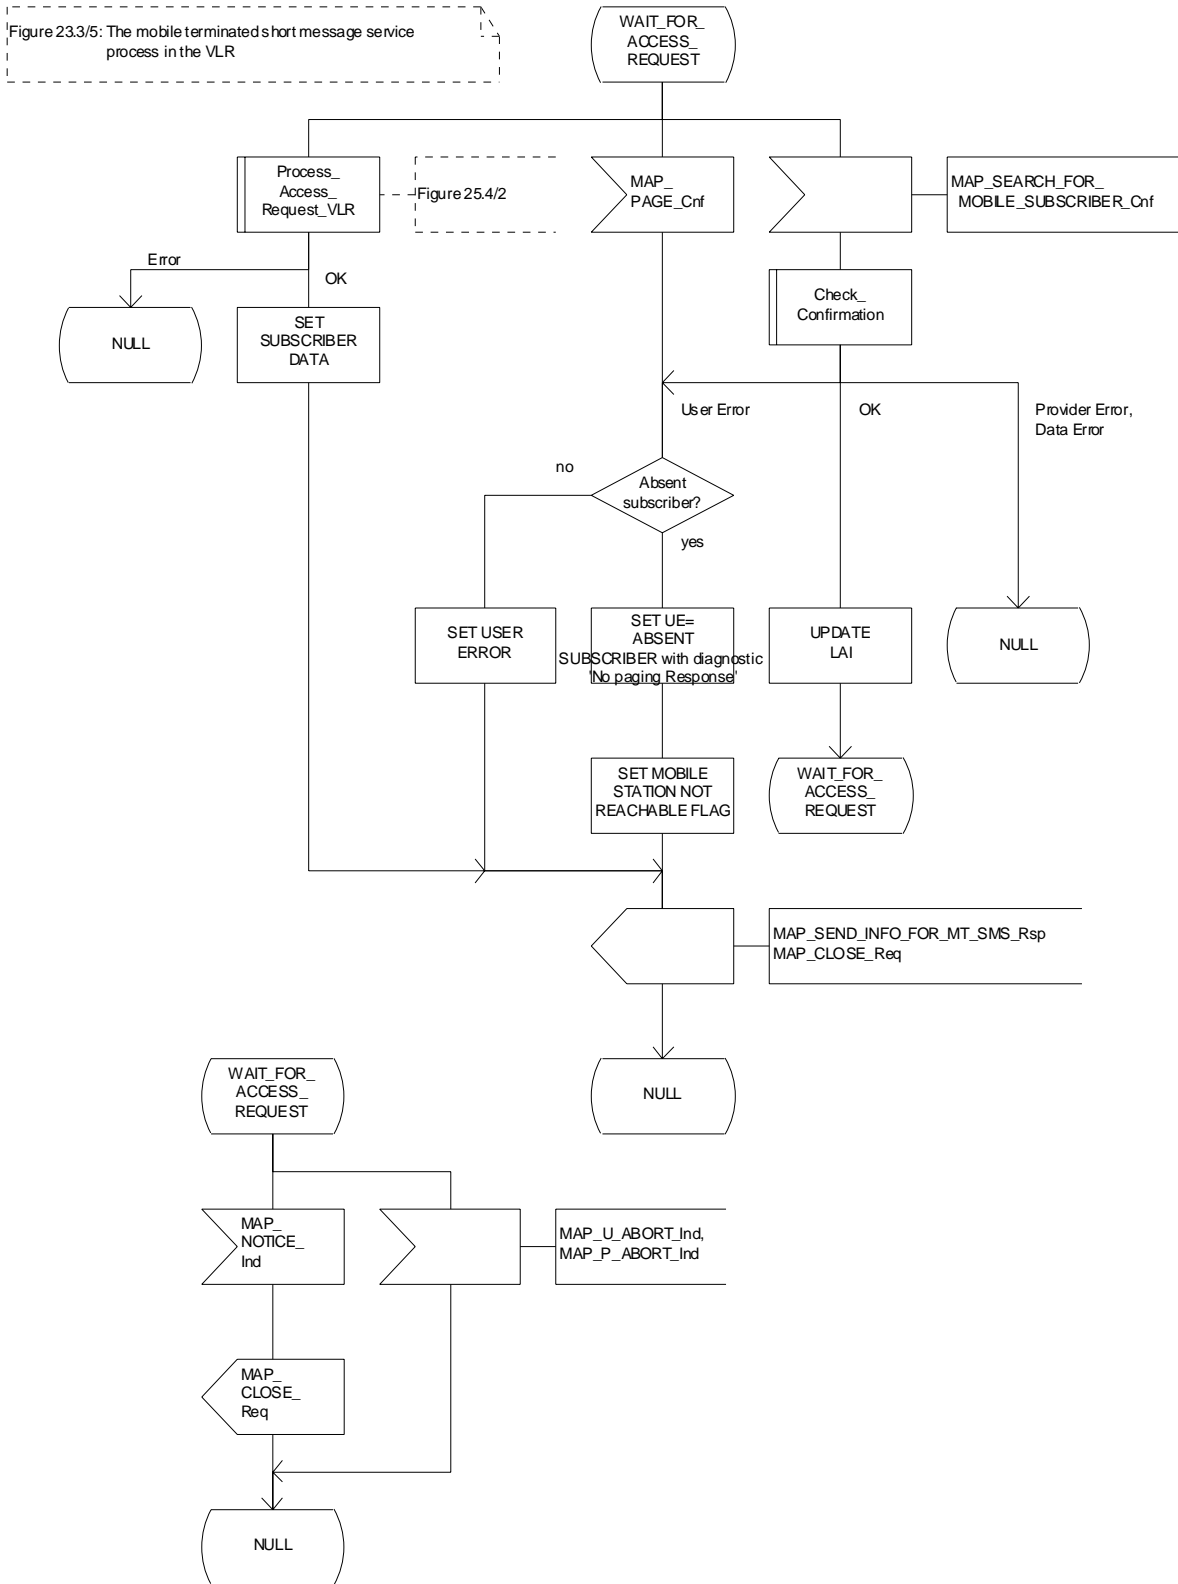 Figure 23.3/5: The mobile terminated short message service
process in the VLR
WAIT_FOR_
ACCESS_
REQUEST
Process_
Access_
Request_VLR
Figure 25.4/2
MAP_
PAGE_Cnf
MAP_SEARCH_FOR_
MOBILE_SUBSCRIBER_Cnf
Error
OK
NULL
SET
SUBSCRIBER
DATA
Check_
Confirmation
User Error
OK
Provider Error,
Data Error
no
Absent
subscriber?
yes
SET USER
ERROR
SET UE=
ABSENT
SUBSCRIBER with diagnostic
'No paging Response'
UPDATE
LAI
NULL
SET MOBILE
STATION NOT
REACHABLE FLAG
WAIT_FOR_
ACCESS_
REQUEST
MAP_SEND_INFO_FOR_MT_SMS_Rsp
MAP_CLOSE_Req
NULL
WAIT_FOR_
ACCESS_
REQUEST
MAP_
NOTICE_
Ind
MAP_U_ABORT_Ind,
MAP_P_ABORT_Ind
MAP_
CLOSE_
Req
NULL